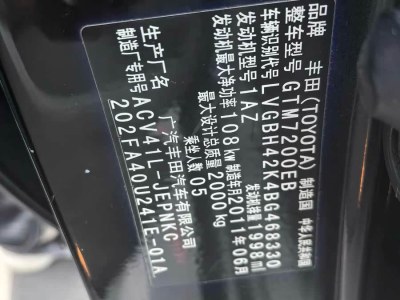 品牌 丰田(TOYOTA) 制造国 中华人民共和国
整车型号 GTM7200EB
车辆识别代号 LVGBH42K4BG468330
发动机型号 1AZ 发动机排量 1998ml
发动机最大净功率 108kw 制造年月 2011年06月
最大设计总质量 2000kg
乘坐人数 05
生产厂名 广汽丰田汽车有限公司
制造厂专用号 ACV41L-JEPNKC
202FA40U241E-01A